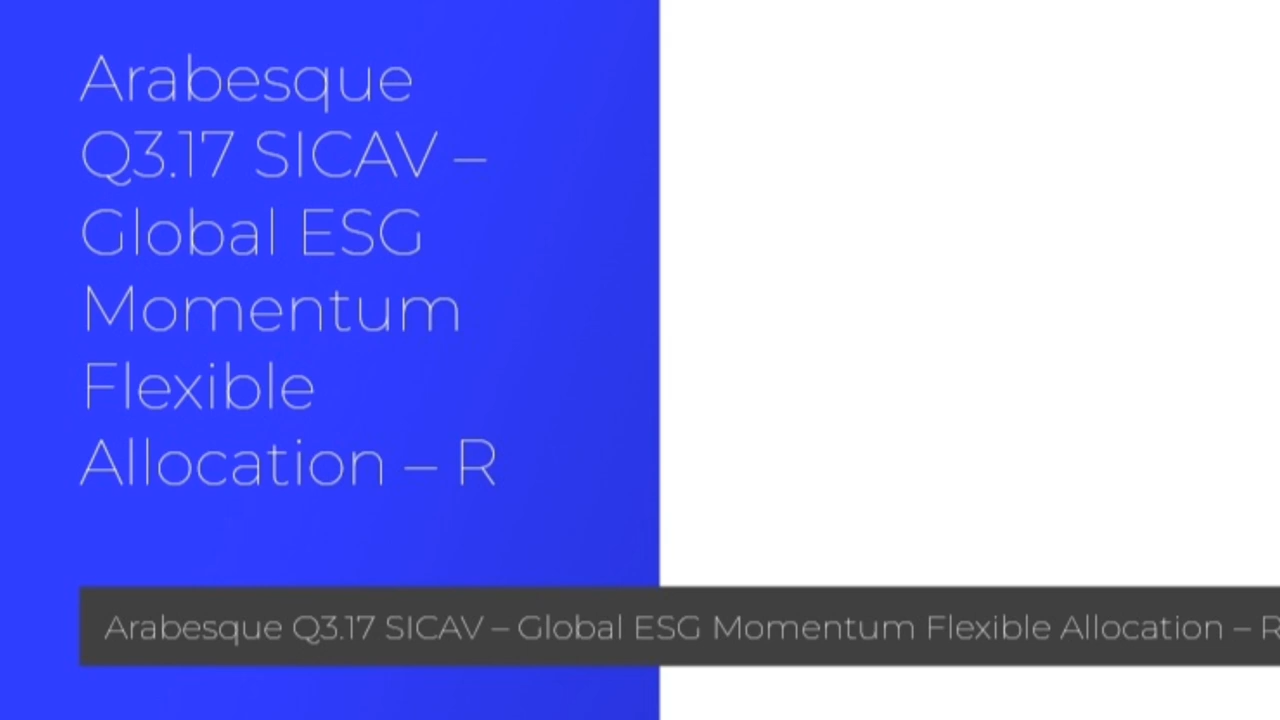 Arabesque
Q3.17 SICAV –
Global ESG
Momentum
Flexible
Allocation – R
Arabesque Q3.17 SICAV – Global ESG Momentum Flexible Allocation – R